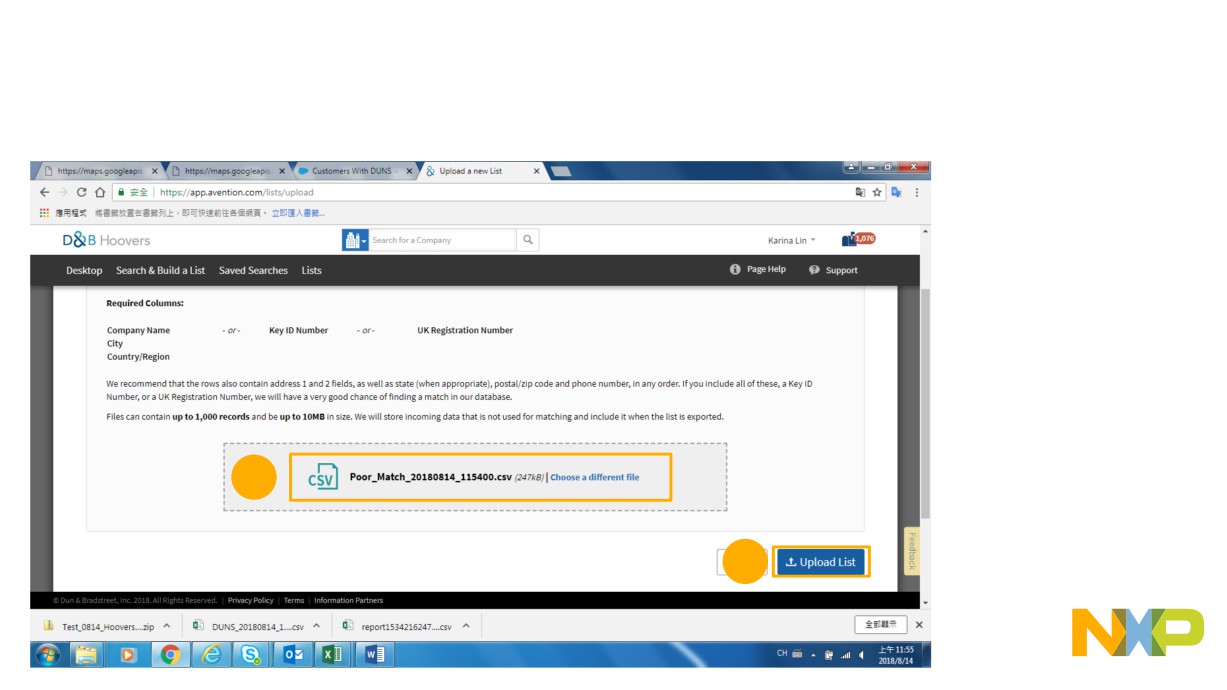 https://maps.googleapis × https://maps.googleapis × Customers With DUNS - × Upload a new List ×
安全 | https://app.avention.com/lists/upload
應用程式 將書籤放置在書籤列上，即可快速前往各個網頁。 立即匯入書籤...
D&B Hoovers Search for a Company Karina Lin 1,076
Desktop Search & Build a List Saved Searches Lists Page Help Support
Required Columns:
Company Name - or - Key ID Number - or - UK Registration Number
City
Country/Region
We recommend that the rows also contain address 1 and 2 fields, as well as state (when appropriate), postal/zip code and phone number, in any order. If you include all of these, a Key ID
Number, or a UK Registration Number, we will have a very good chance of finding a match in our database.
Files can contain up to 1,000 records and be up to 10MB in size. We will store incoming data that is not used for matching and include it when the list is exported.
CSV Poor_Match_20180814_115400.csv (247kB) | Choose a different file
Upload List
Feedback
© Dun & Bradstreet, Inc. 2018. All Rights Reserved. | Privacy Policy | Terms | Information Partners
Test_0814_Hoovers....zip DUNS_20180814_1....csv report1534216247....csv 全部顯示 ×
CH 上午 11:55
2018/8/14
NXP